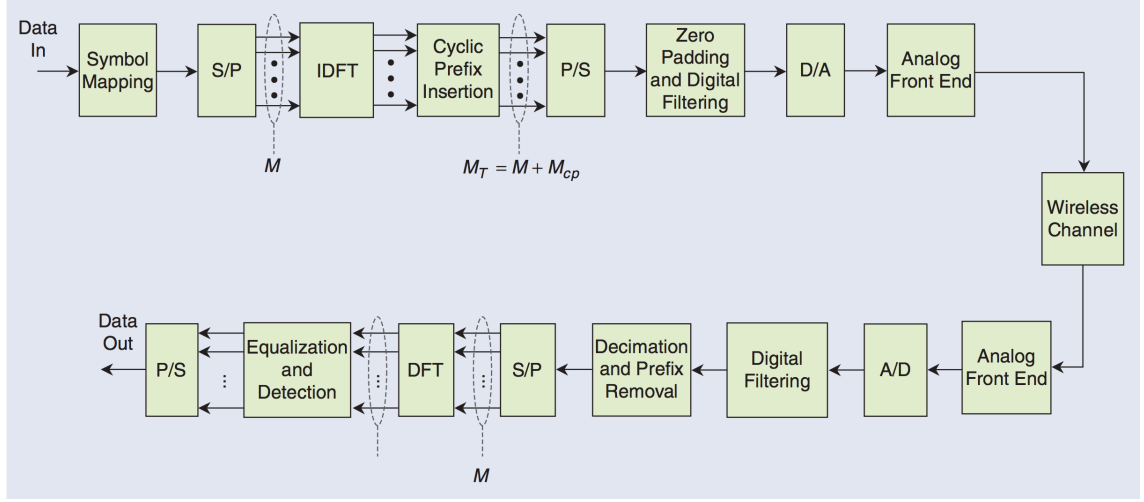 Data
In
Symbol
Mapping
S/P
IDFT
Cyclic
Prefix
Insertion
P/S
Zero
Padding
and Digital
Filtering
D/A
Analog
Front End
M
M_T = M + M_cp
Wireless
Channel
Data
Out
P/S
Equalization
and
Detection
DFT
S/P
Decimation
and Prefix
Removal
Digital
Filtering
A/D
Analog
Front End
M